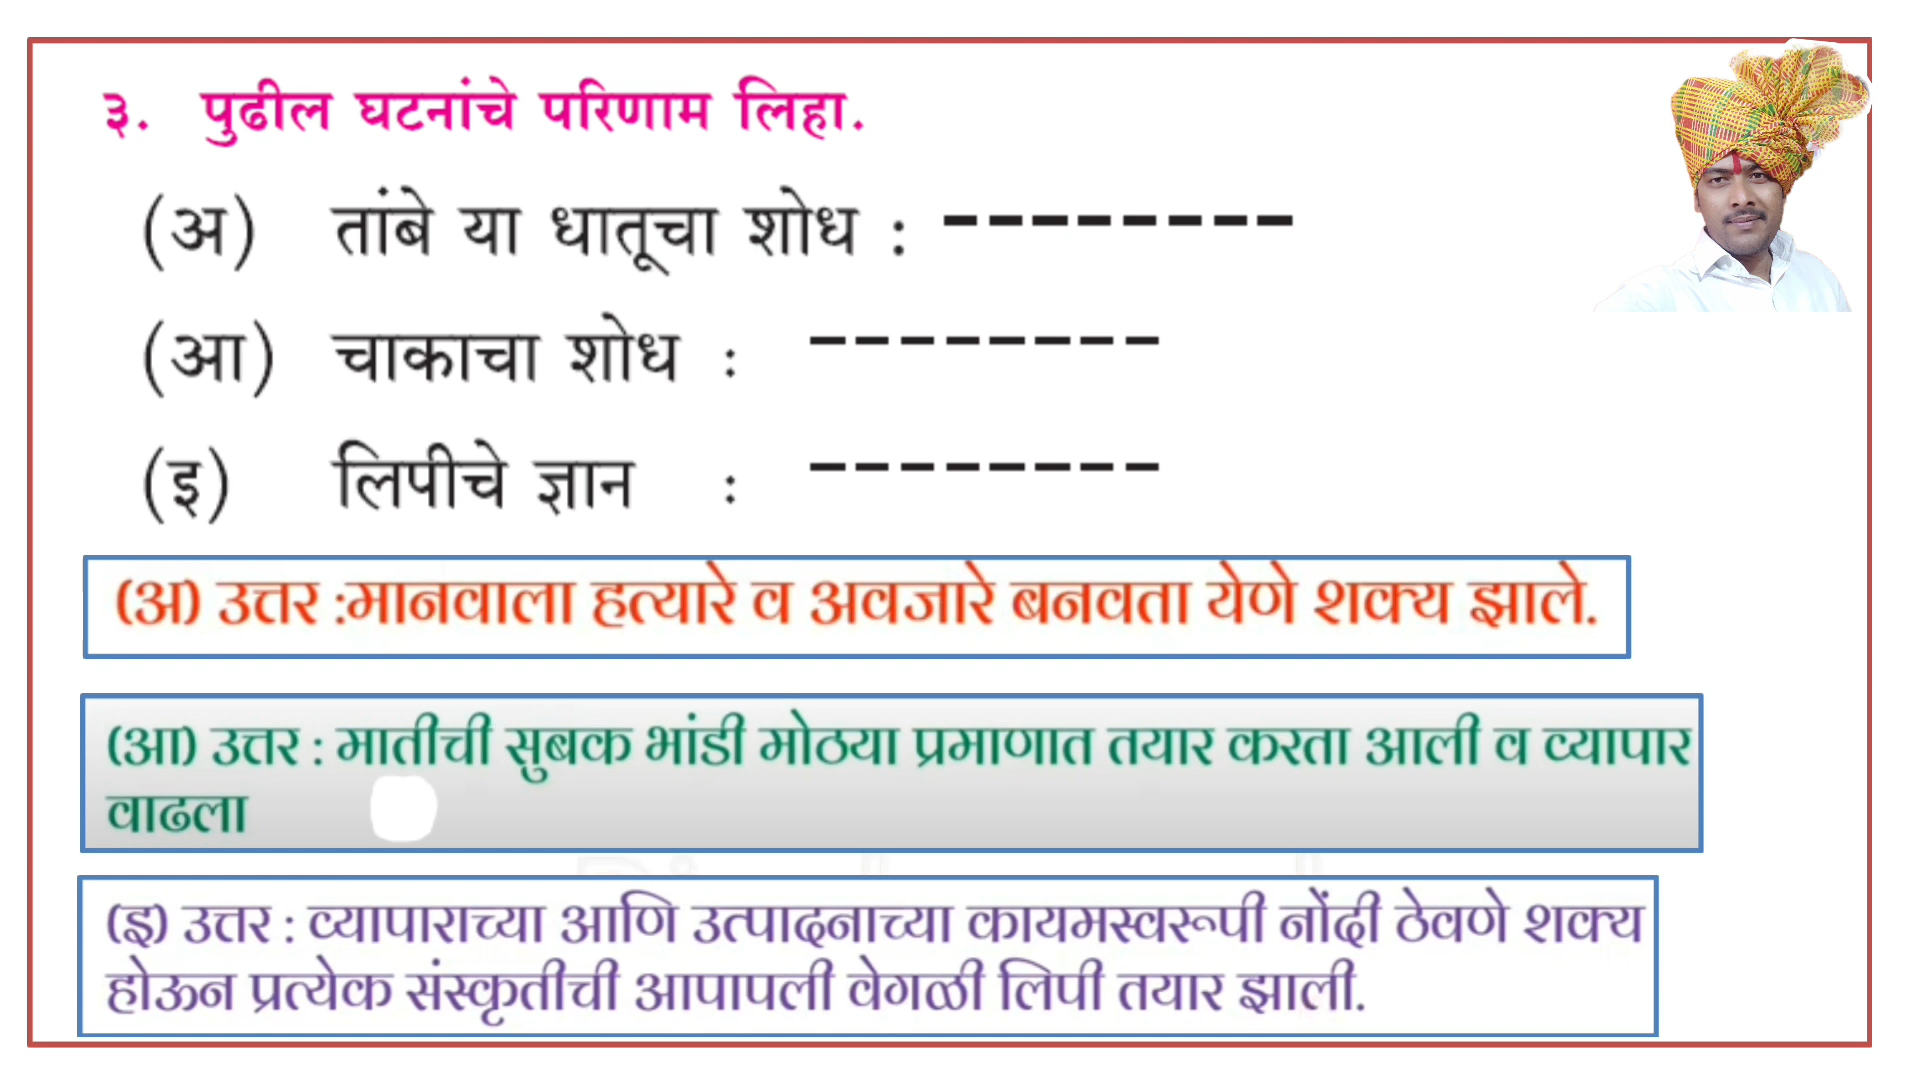 ३. पुढील घटनांचे परिणाम लिहा.
(अ) तांबे या धातूचा शोध : --------
(आ) चाकाचा शोध : --------
(इ) लिपीचे ज्ञान : --------
(अ) उत्तर :मानवाला हत्यारे व अवजारे बनवता येणे शक्य झाले.
(आ) उत्तर : मातीची सुबक भांडी मोठया प्रमाणात तयार करता आली व व्यापार
वाढला
(इ) उत्तर : व्यापाराच्या आणि उत्पादनाच्या कायमस्वरूपी नोंदी ठेवणे शक्य
होऊन प्रत्येक संस्कृतीची आपापली वेगळी लिपी तयार झाली.